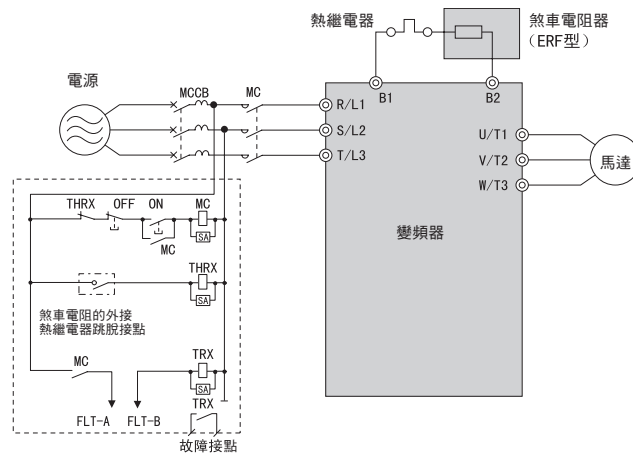 熱繼電器
煞車電阻器
（ERF型）
B1
B2
電源
MCCB
MC
R/L1
S/L2
T/L3
U/T1
V/T2
W/T3
馬達
變頻器
THRX
OFF
ON
MC
SA
MC
THRX
SA
煞車電阻的外接
熱繼電器跳脫接點
MC
TRX
SA
FLT-A
FLT-B
TRX
故障接點